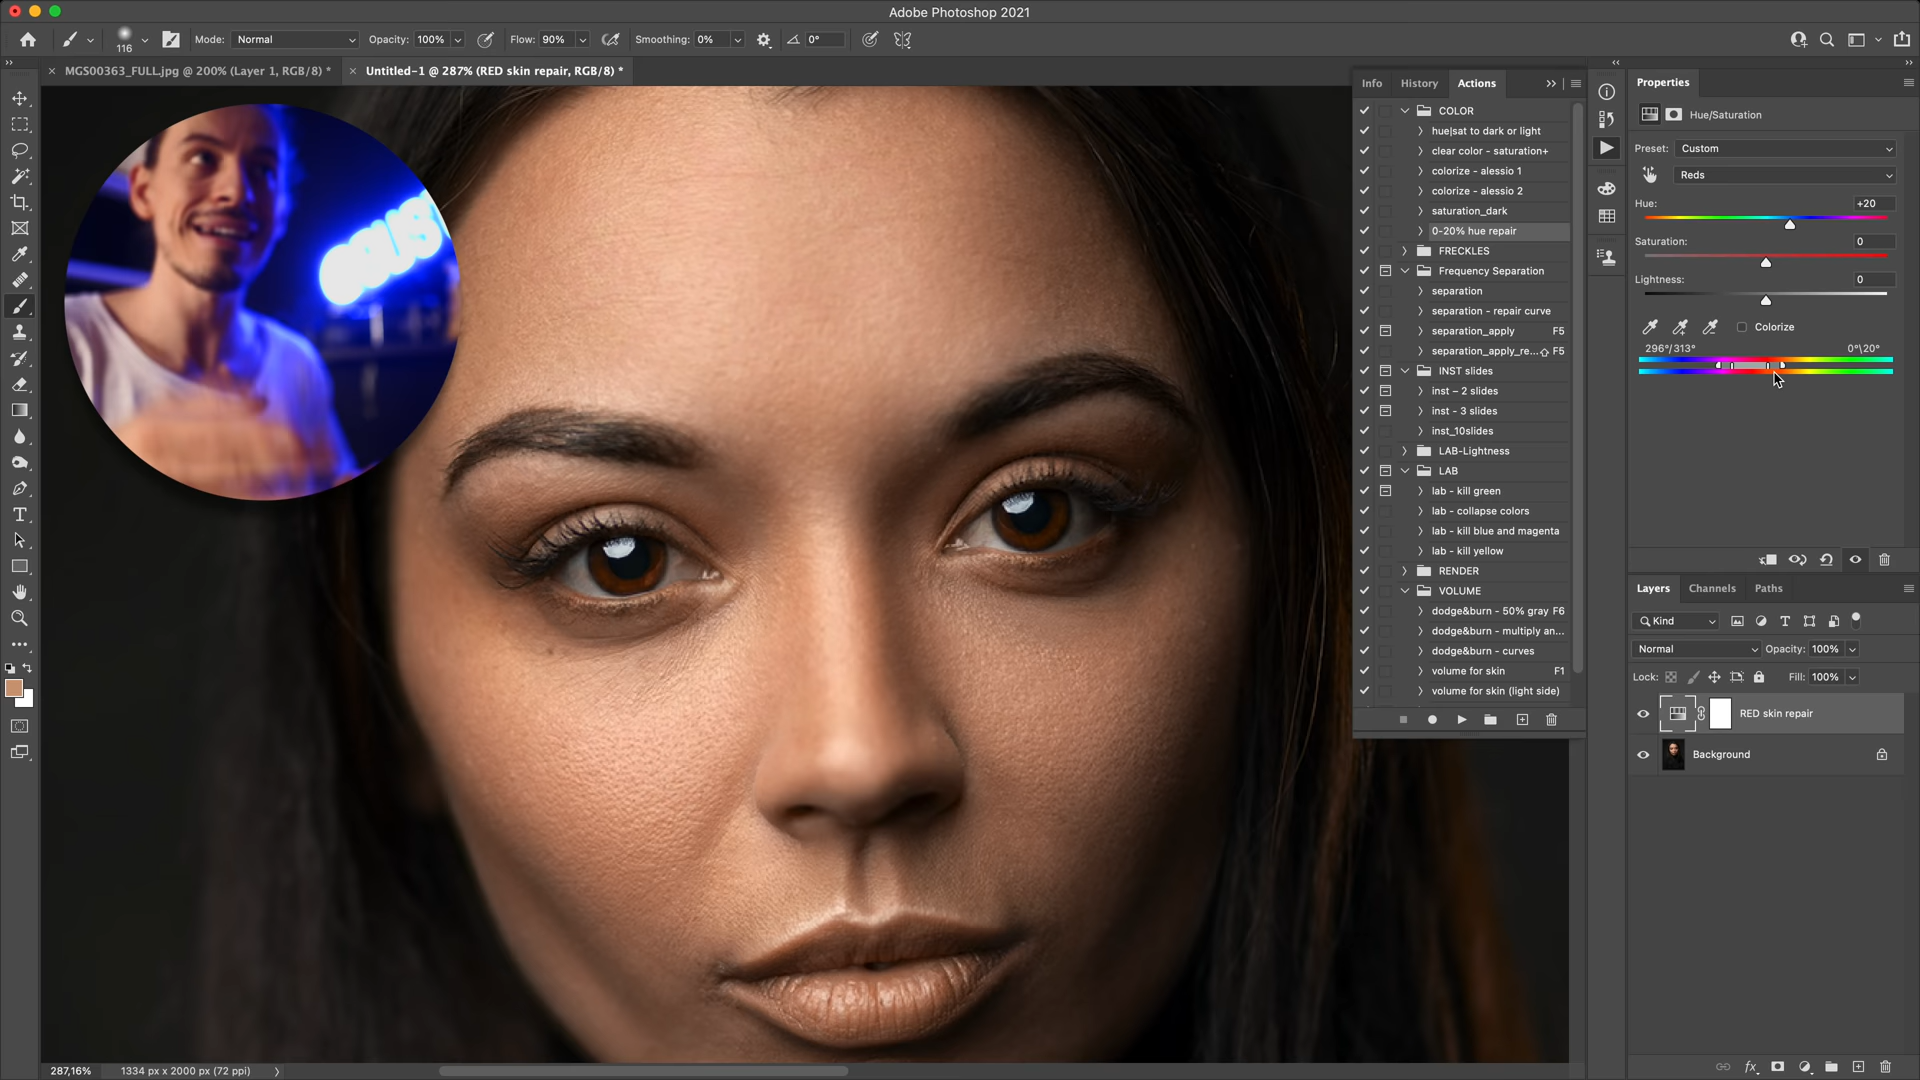 Adobe Photoshop 2021
116
Mode: Normal
Opacity: 100%
Flow: 90%
Smoothing: 0%
0°
MGS00363_FULL.jpg @ 200% (Layer 1, RGB/8) *
Untitled-1 @ 287% (RED skin repair, RGB/8) *
Info
History
Actions
COLOR
hue|sat to dark or light
clear color - saturation+
colorize - alessio 1
colorize - alessio 2
saturation_dark
0-20% hue repair
FRECKLES
Frequency Separation
separation
separation - repair curve
separation_apply F5
separation_apply_re... F5
INST slides
inst – 2 slides
inst - 3 slides
inst_10slides
LAB-Lightness
LAB
lab - kill green
lab - collapse colors
lab - kill blue and magenta
lab - kill yellow
RENDER
VOLUME
dodge&burn - 50% gray F6
dodge&burn - multiply an...
dodge&burn - curves
volume for skin F1
volume for skin (light side)
Properties
Hue/Saturation
Preset: Custom
Reds
Hue: +20
Saturation: 0
Lightness: 0
Colorize
296°/313° 0°\20°
Layers
Channels
Paths
Kind
Normal
Opacity: 100%
Lock:
Fill: 100%
RED skin repair
Background
fx
287,16%
1334 px x 2000 px (72 ppi)